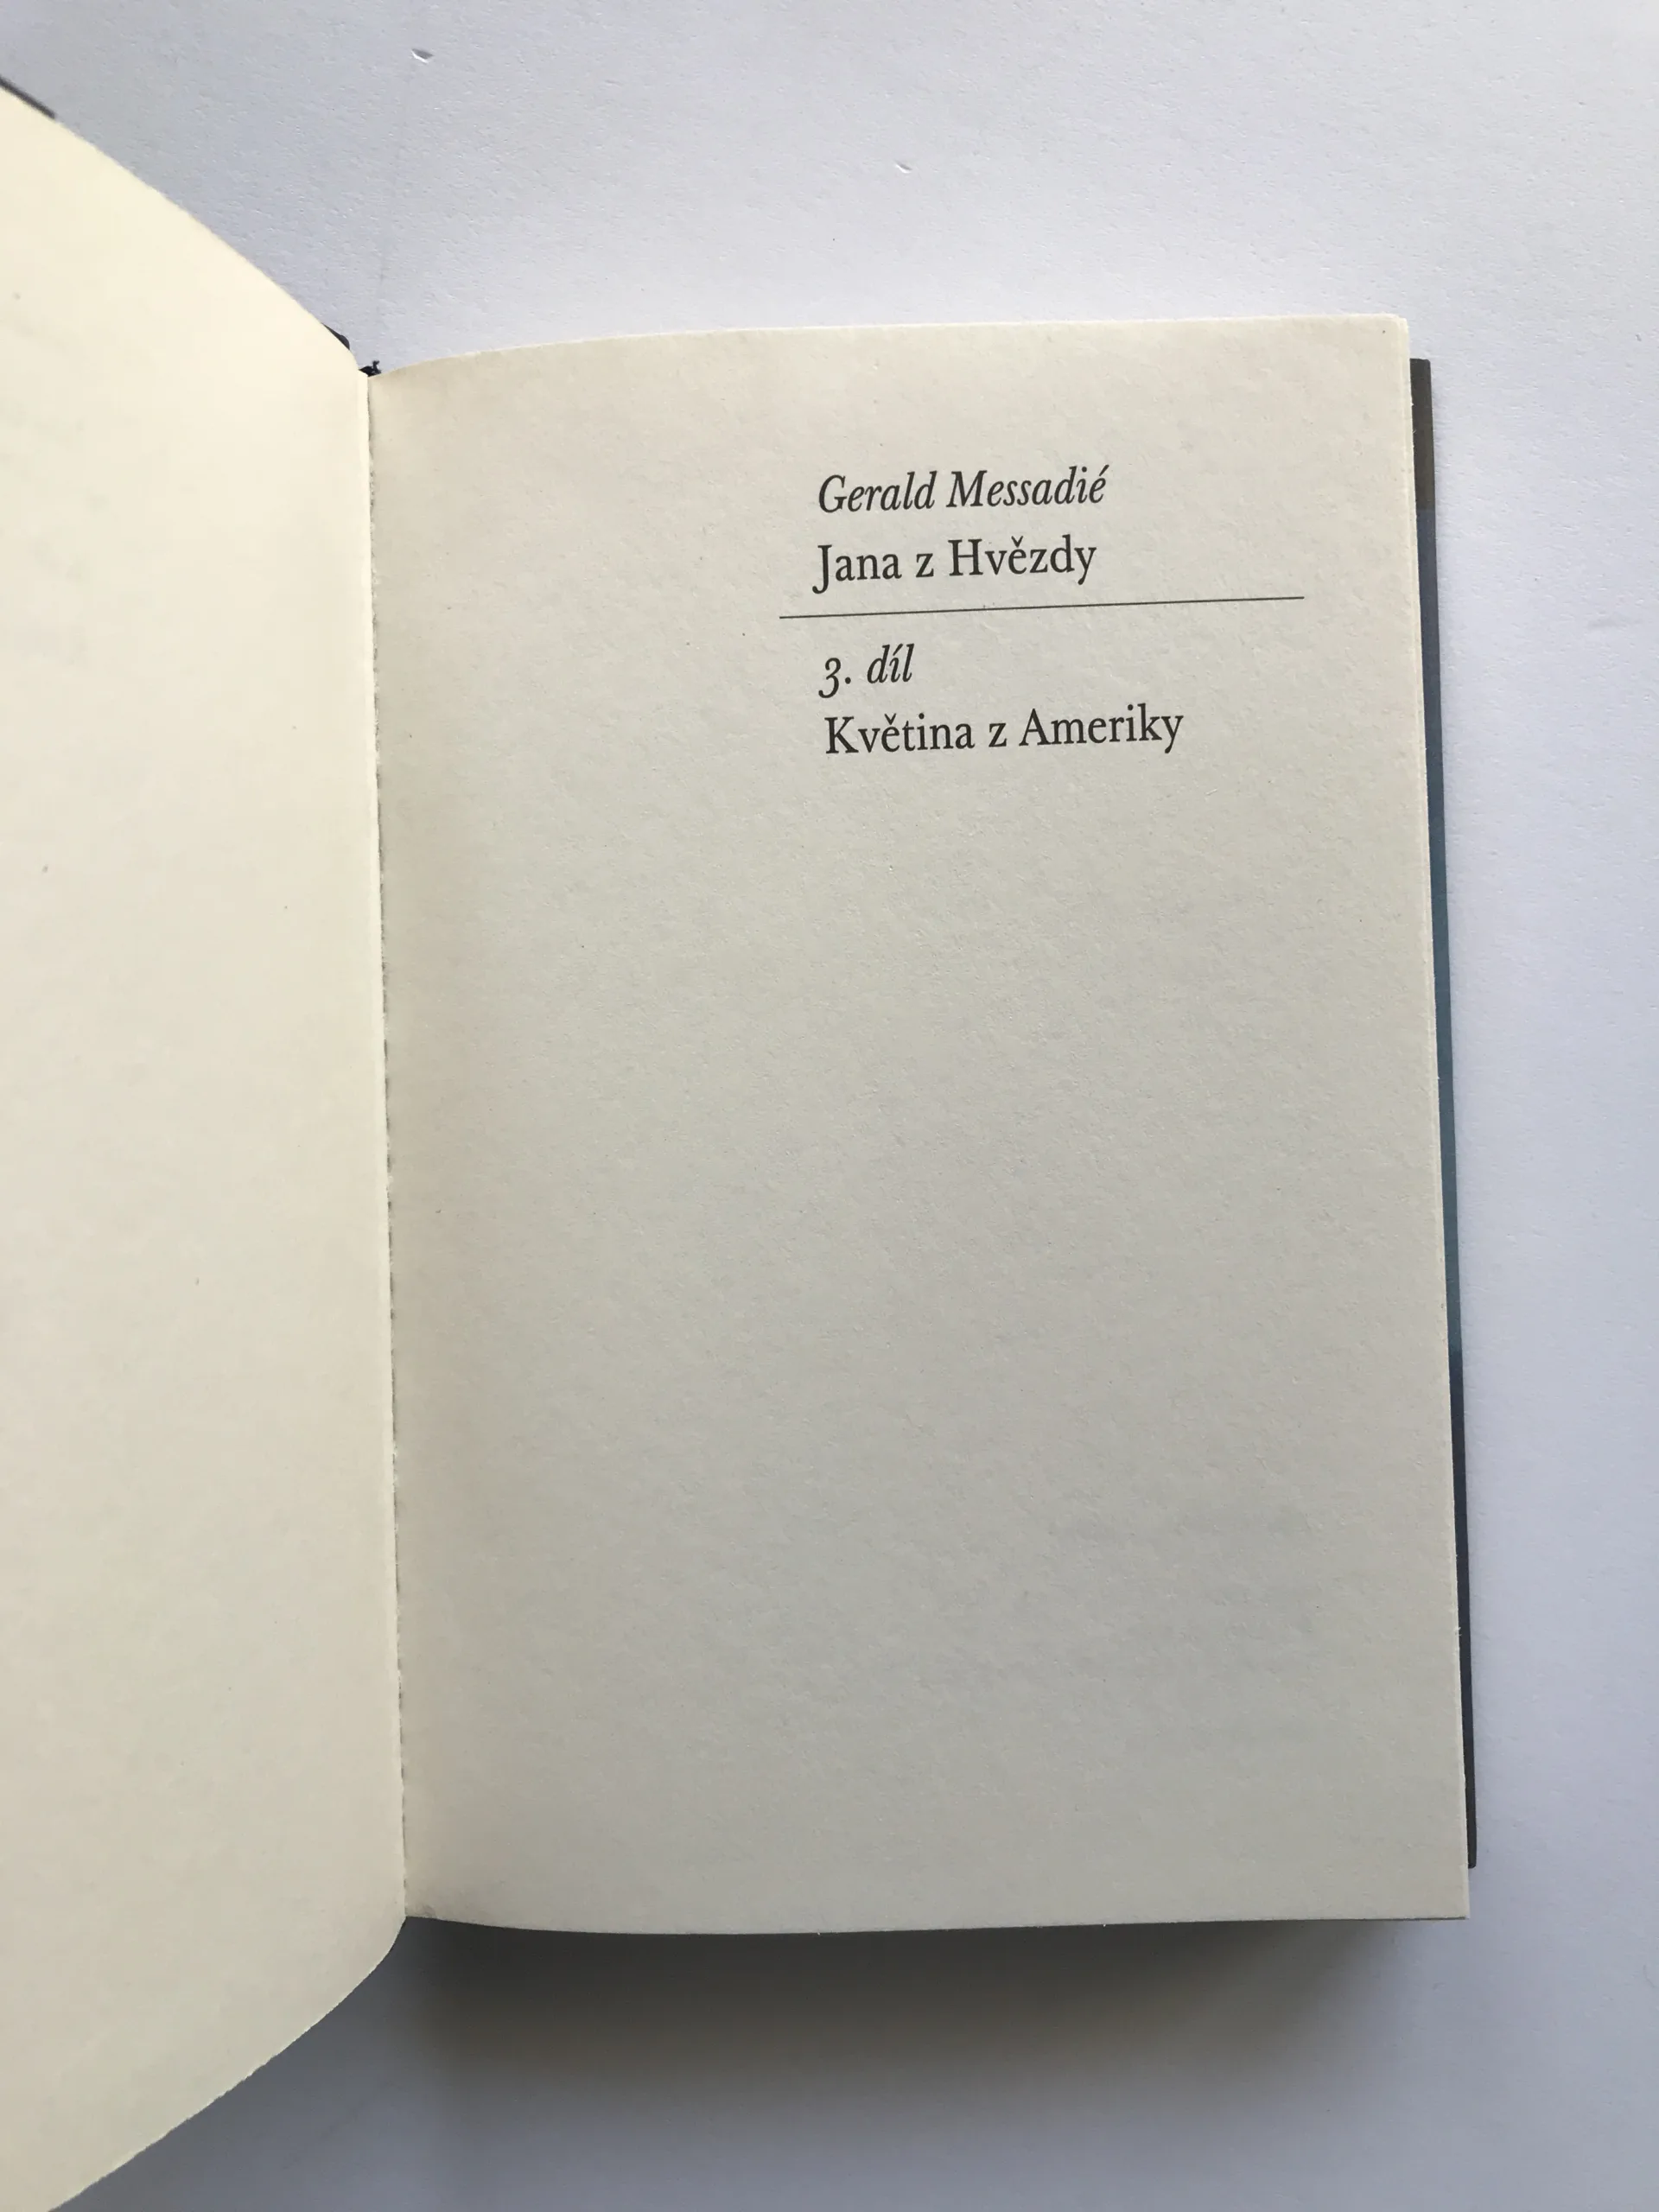 Gerald Messadié
Jana z Hvězdy
3. díl
Květina z Ameriky